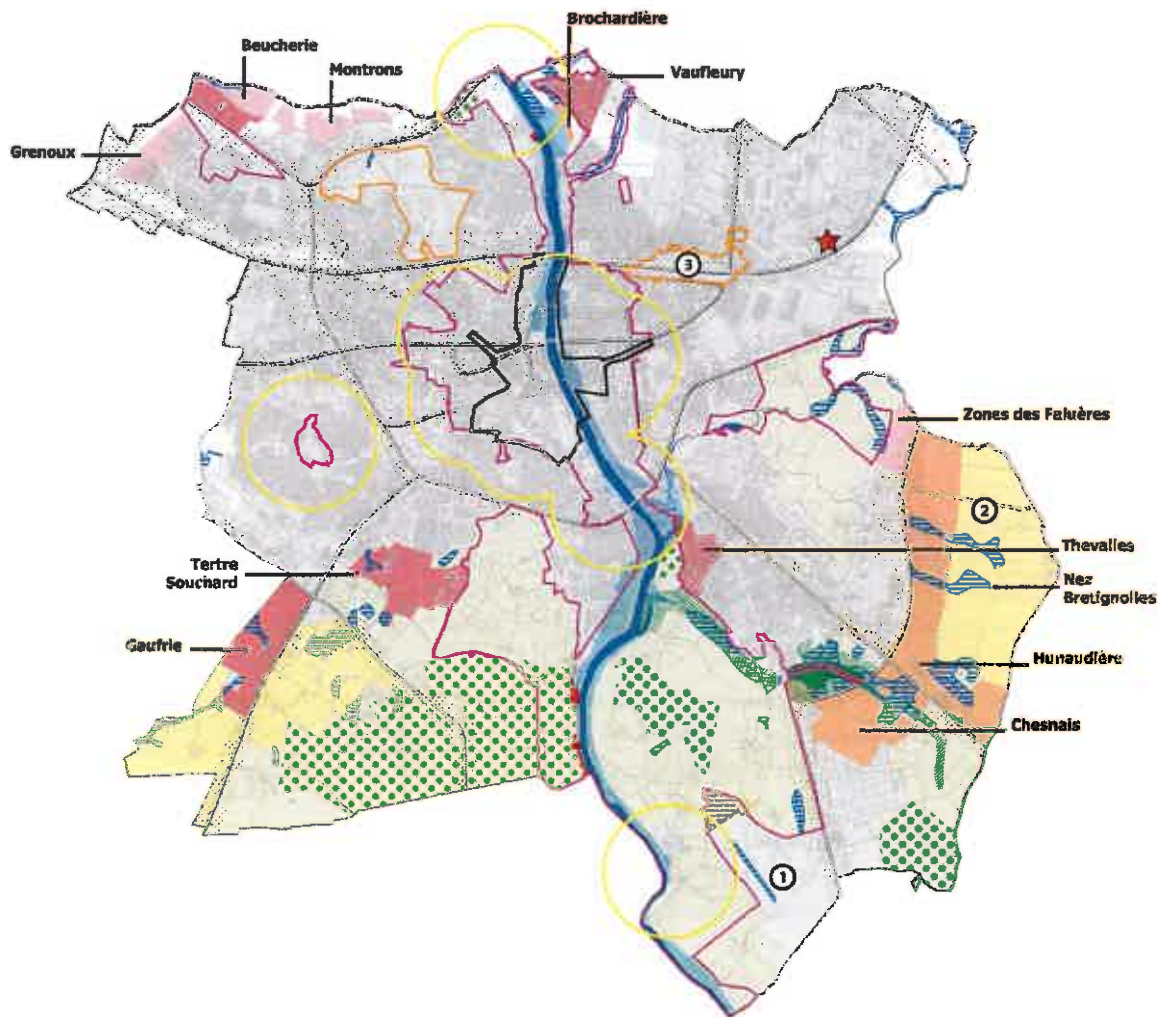 Brochardière
Beucherie
Montrons
Vaufleury
Grenoux
3
Zones des Faluères
2
Thevalles
Tertre
Souchard
Nez
Bretignolles
Gaufrie
Hunaudière
Chesnais
1